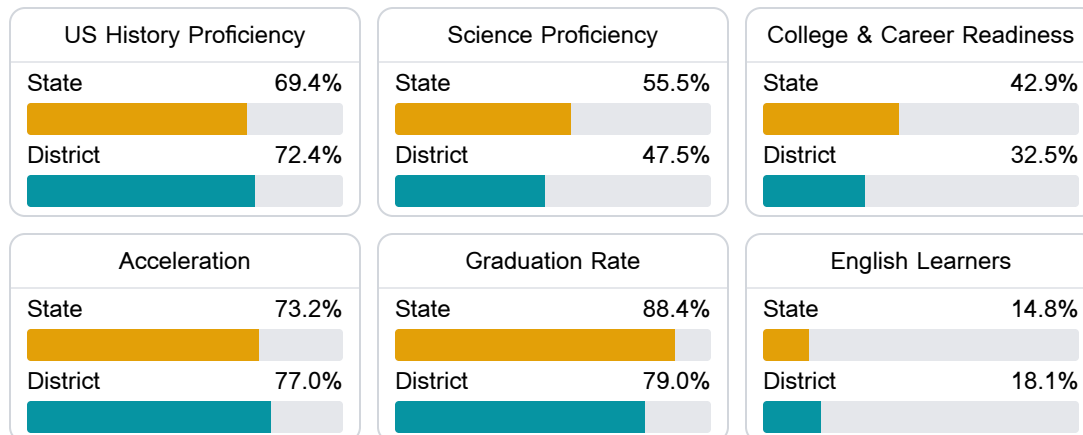 US History Proficiency
State 69.4%
District 72.4%
Science Proficiency
State 55.5%
District 47.5%
College & Career Readiness
State 42.9%
District 32.5%
Acceleration
State 73.2%
District 77.0%
Graduation Rate
State 88.4%
District 79.0%
English Learners
State 14.8%
District 18.1%